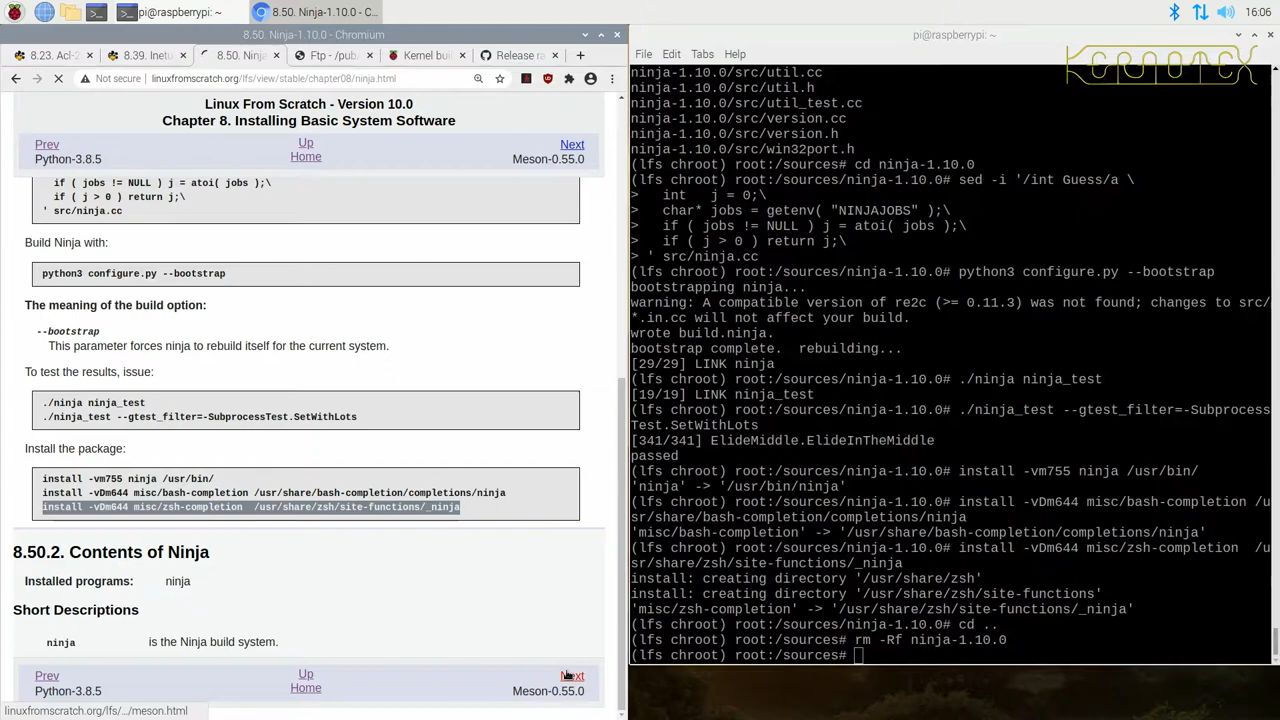 pi@raspberrypi: ~
8.50. Ninja-1.10.0 - C...
16:06
8.50. Ninja-1.10.0 - Chromium
8.23. Acl-2
8.39. Inetu
8.50. Ninja
Ftp - /pub
Kernel buil
Release ra
Not secure | linuxfromscratch.org/lfs/view/stable/chapter08/ninja.html
Linux From Scratch - Version 10.0
Chapter 8. Installing Basic System Software
Prev
Up
Next
Python-3.8.5
Home
Meson-0.55.0
if ( jobs != NULL ) j = atoi( jobs );\
if ( j > 0 ) return j;\
' src/ninja.cc
Build Ninja with:
python3 configure.py --bootstrap
The meaning of the build option:
--bootstrap
This parameter forces ninja to rebuild itself for the current system.
To test the results, issue:
./ninja ninja_test
./ninja_test --gtest_filter=-SubprocessTest.SetWithLots
Install the package:
install -vm755 ninja /usr/bin/
install -vDm644 misc/bash-completion /usr/share/bash-completion/completions/ninja
install -vDm644 misc/zsh-completion  /usr/share/zsh/site-functions/_ninja
8.50.2. Contents of Ninja
Installed programs: ninja
Short Descriptions
ninja is the Ninja build system.
Prev
Up
Next
Python-3.8.5
Home
Meson-0.55.0
linuxfromscratch.org/lfs/.../meson.html
pi@raspberrypi: ~
File Edit Tabs Help
KERNOTEX
ninja-1.10.0/src/util.cc
ninja-1.10.0/src/util.h
ninja-1.10.0/src/util_test.cc
ninja-1.10.0/src/version.cc
ninja-1.10.0/src/version.h
ninja-1.10.0/src/win32port.h
(lfs chroot) root:/sources# cd ninja-1.10.0
(lfs chroot) root:/sources/ninja-1.10.0# sed -i '/int Guess/a \
>   int   j = 0;\
>   char* jobs = getenv( "NINJAJOBS" );\
>   if ( jobs != NULL ) j = atoi( jobs );\
>   if ( j > 0 ) return j;\
> ' src/ninja.cc
(lfs chroot) root:/sources/ninja-1.10.0# python3 configure.py --bootstrap
bootstrapping ninja...
warning: A compatible version of re2c (>= 0.11.3) was not found; changes to src/
*.in.cc will not affect your build.
wrote build.ninja.
bootstrap complete.  rebuilding...
[29/29] LINK ninja
(lfs chroot) root:/sources/ninja-1.10.0# ./ninja ninja_test
[19/19] LINK ninja_test
(lfs chroot) root:/sources/ninja-1.10.0# ./ninja_test --gtest_filter=-Subprocess
Test.SetWithLots
[341/341] ElideMiddle.ElideInTheMiddle
passed
(lfs chroot) root:/sources/ninja-1.10.0# install -vm755 ninja /usr/bin/
'ninja' -> '/usr/bin/ninja'
(lfs chroot) root:/sources/ninja-1.10.0# install -vDm644 misc/bash-completion /u
sr/share/bash-completion/completions/ninja
'misc/bash-completion' -> '/usr/share/bash-completion/completions/ninja'
(lfs chroot) root:/sources/ninja-1.10.0# install -vDm644 misc/zsh-completion  /u
sr/share/zsh/site-functions/_ninja
install: creating directory '/usr/share/zsh'
install: creating directory '/usr/share/zsh/site-functions'
'misc/zsh-completion' -> '/usr/share/zsh/site-functions/_ninja'
(lfs chroot) root:/sources/ninja-1.10.0# cd ..
(lfs chroot) root:/sources# rm -Rf ninja-1.10.0
(lfs chroot) root:/sources#